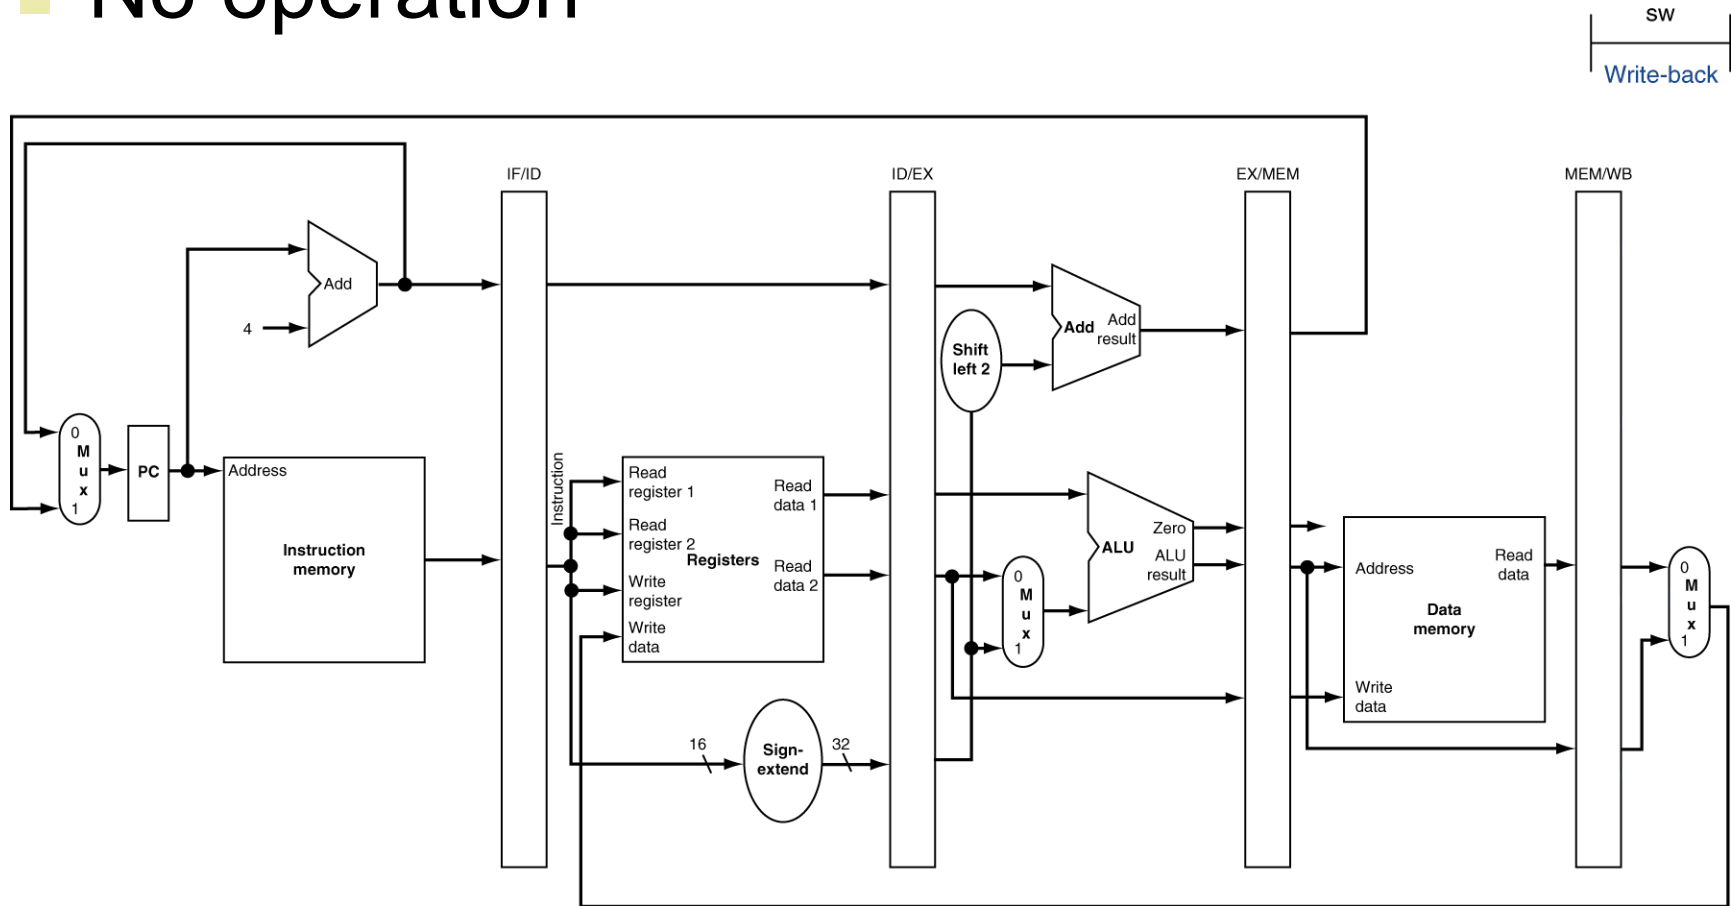 No operation
SW
Write-back
IF/ID
ID/EX
EX/MEM
MEM/WB
Add
4
Add
Add
result
Shift
left 2
0
M
u
x
1
PC
Address
Instruction
memory
Instruction
Read
register 1
Read
register 2
Write
register
Write
data
Registers
Read
data 1
Read
data 2
16
Sign-
extend
32
0
M
u
x
1
ALU
Zero
ALU
result
Address
Read
data
Data
memory
Write
data
0
M
u
x
1